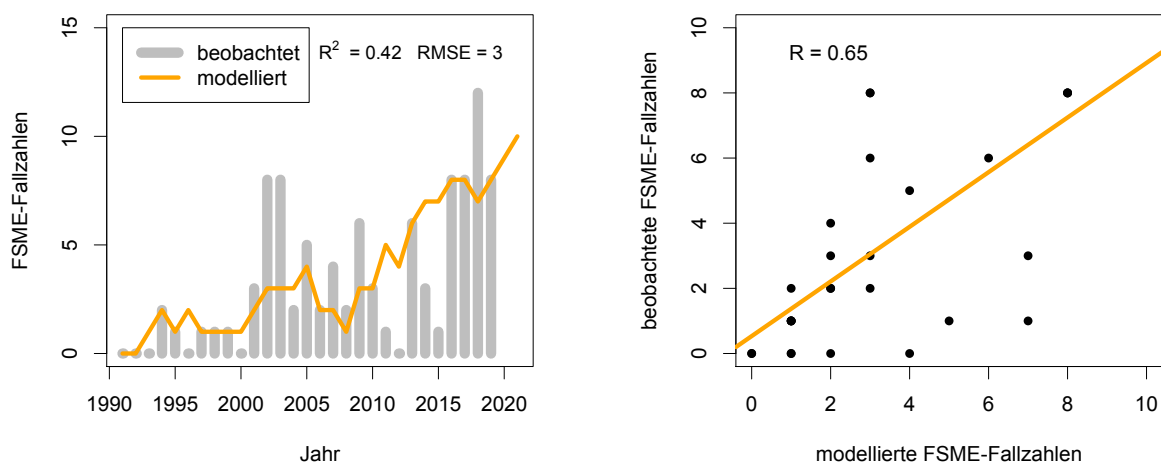 15
10
5
0
FSME-Fallzahlen
beobachtet
modelliert
R² = 0.42 RMSE = 3
1990 1995 2000 2005 2010 2015 2020
Jahr
10
8
6
4
2
0
beobachtete FSME-Fallzahlen
R = 0.65
0 2 4 6 8 10
modellierte FSME-Fallzahlen